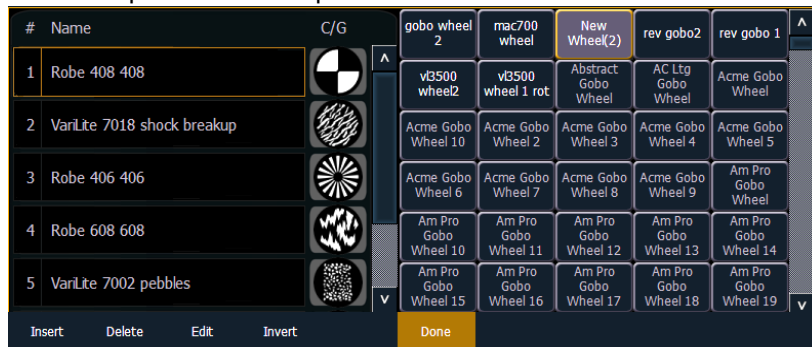 # Name C/G
1 Robe 408 408
2 VariLite 7018 shock breakup
3 Robe 406 406
4 Robe 608 608
5 VariLite 7002 pebbles
gobo wheel
2
mac700
wheel
New
Wheel(2)
rev gobo2
rev gobo 1
vl3500
wheel2
vl3500
wheel 1 rot
Abstract
Gobo
Wheel
AC Ltg
Gobo
Wheel
Acme Gobo
Wheel
Acme Gobo
Wheel 10
Acme Gobo
Wheel 2
Acme Gobo
Wheel 3
Acme Gobo
Wheel 4
Acme Gobo
Wheel 5
Acme Gobo
Wheel 6
Acme Gobo
Wheel 7
Acme Gobo
Wheel 8
Acme Gobo
Wheel 9
Am Pro
Gobo
Wheel
Am Pro
Gobo
Wheel 10
Am Pro
Gobo
Wheel 11
Am Pro
Gobo
Wheel 12
Am Pro
Gobo
Wheel 13
Am Pro
Gobo
Wheel 14
Am Pro
Gobo
Wheel 15
Am Pro
Gobo
Wheel 16
Am Pro
Gobo
Wheel 17
Am Pro
Gobo
Wheel 18
Am Pro
Gobo
Wheel 19
Insert Delete Edit Invert Done